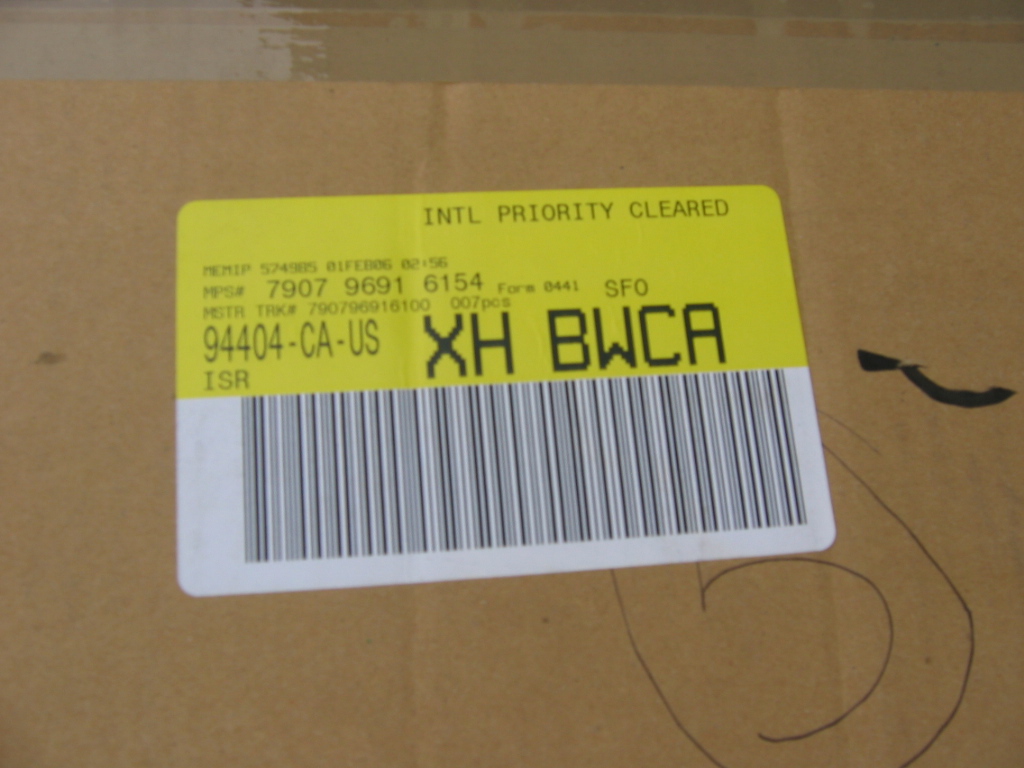 INTL PRIORITY CLEARED
MEMIP 574985 01FEB06 02:56
MPS# 7907 9691 6154 Form 0441 SFO
MSTR TRK# 790796916100 007pcs
94404-CA-US XH BWCA
ISR